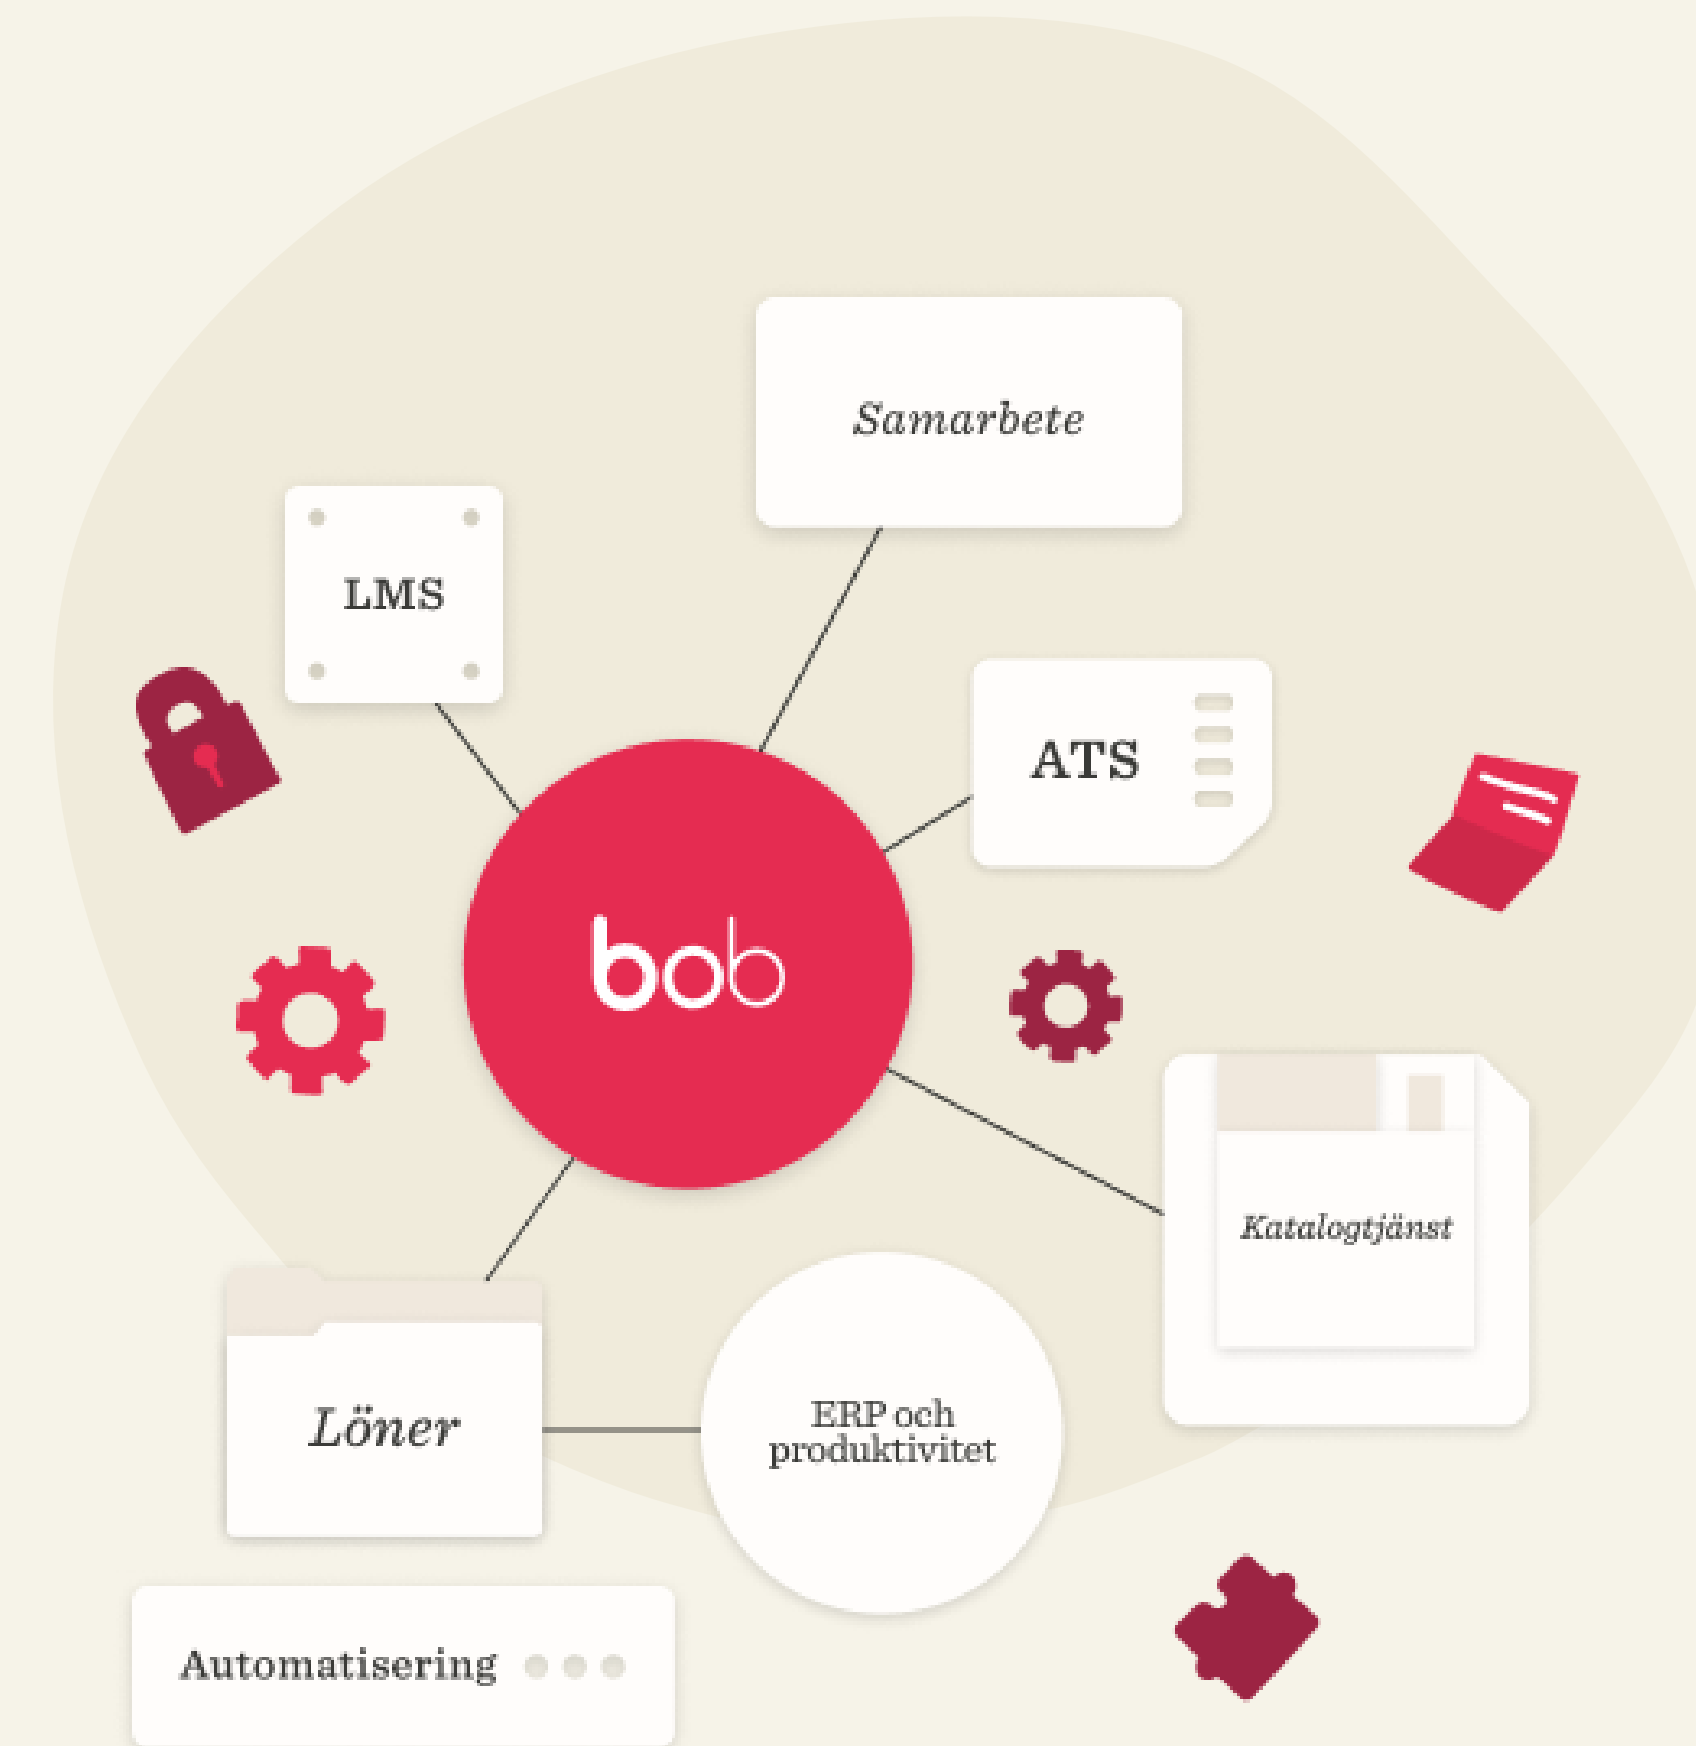 Samarbete
LMS
ATS
bob
Katalogtjänst
Löner
ERP och
produktivitet
Automatisering